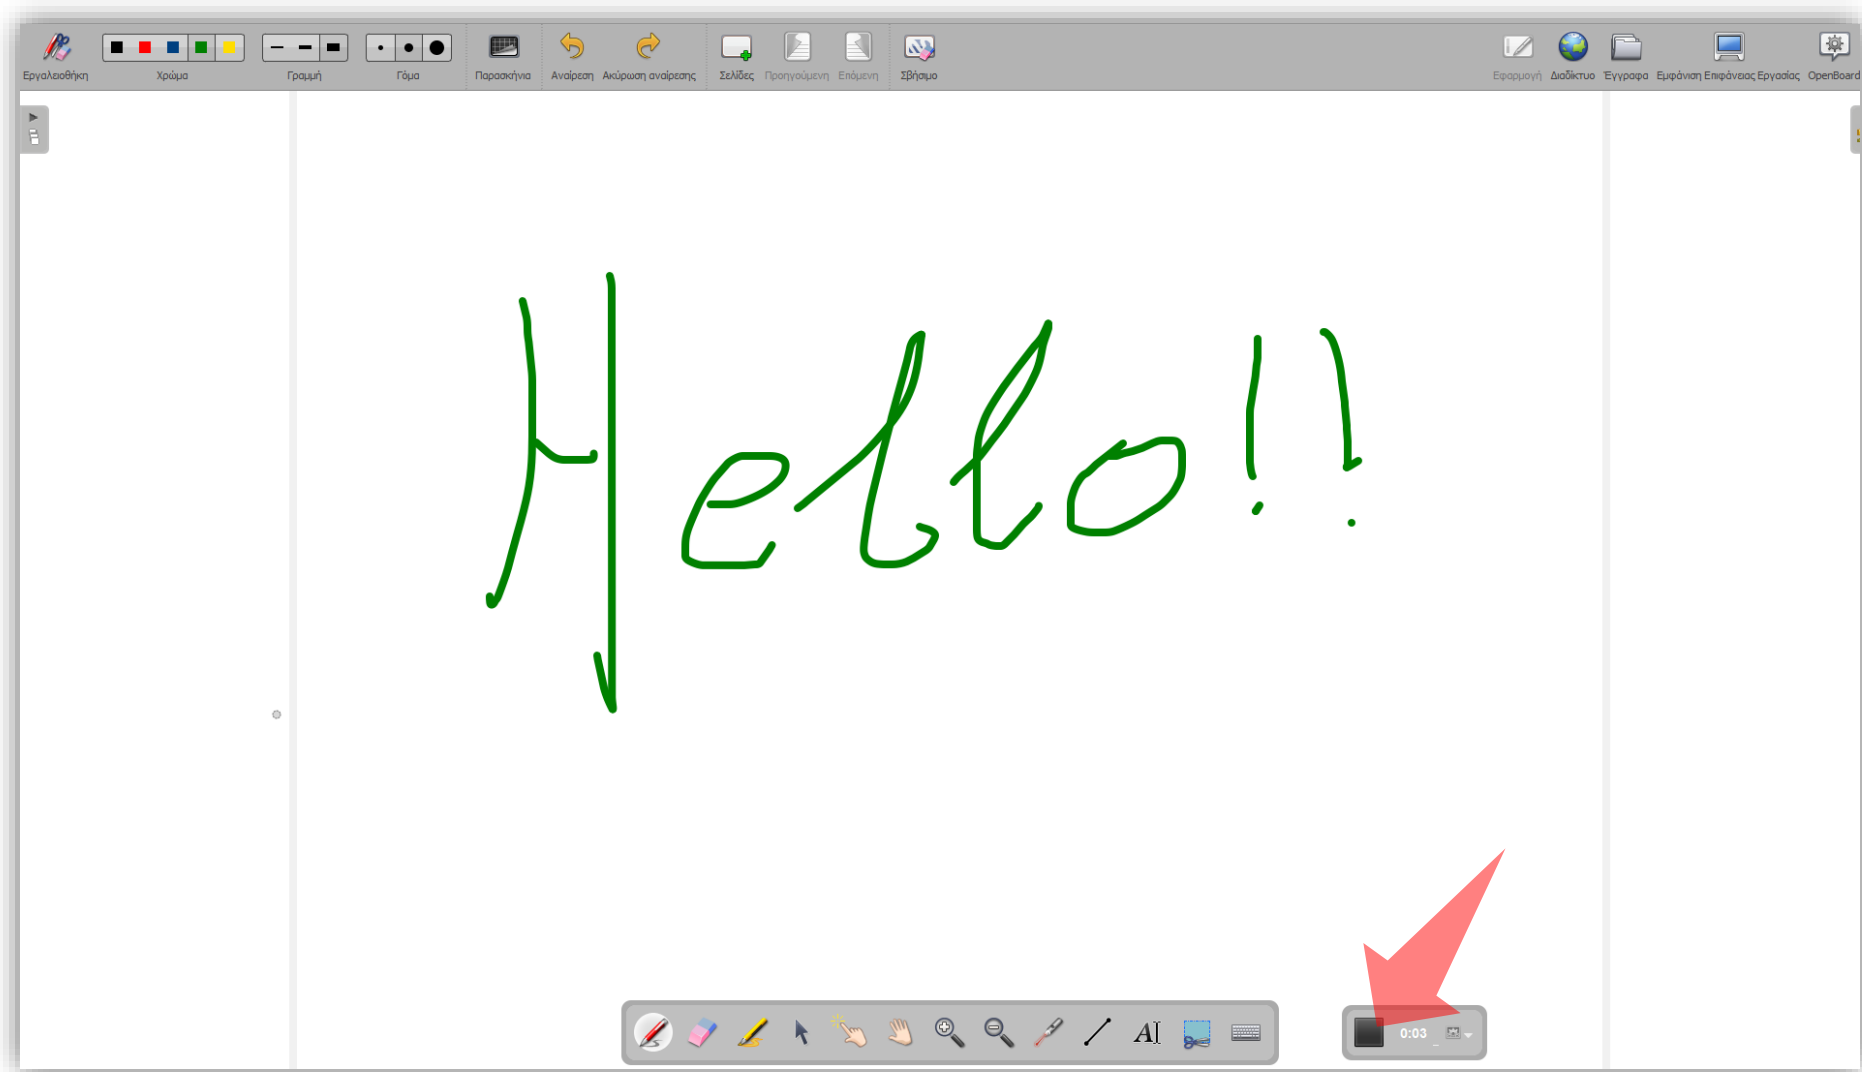 Εργαλειοθήκη Χρώμα Γραμμή Γόμα Παρασκήνια Αναίρεση Ακύρωση αναίρεσης Σελίδες Προηγούμενη Επόμενη Σβήσιμο Εφαρμογή Διαδίκτυο Έγγραφα Εμφάνιση Επιφάνειας Εργασίας OpenBoard
Hello!!
AI 0:03